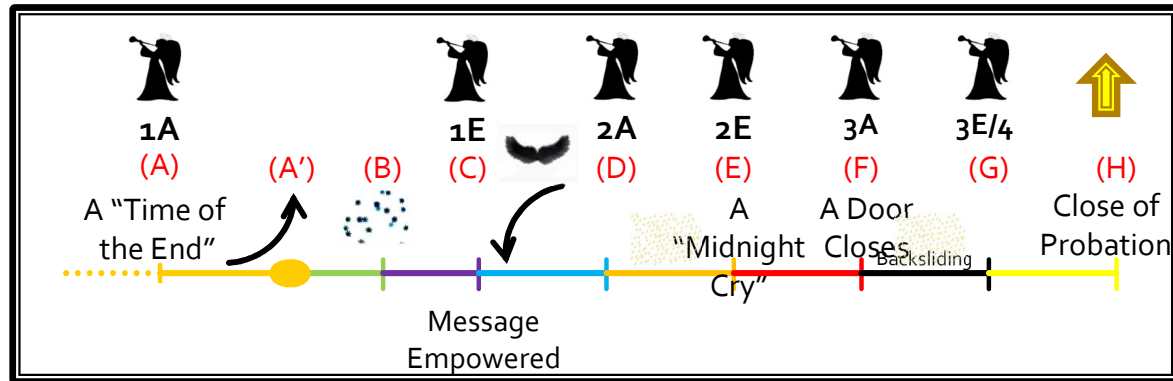 1A
1E
2A
2E
3A
3E/4
(A)
(A')
(B)
(C)
(D)
(E)
(F)
(G)
(H)
A “Time of
the End”
A
“Midnight
Cry”
A Door
Closes
Backsliding
Close of
Probation
Message
Empowered